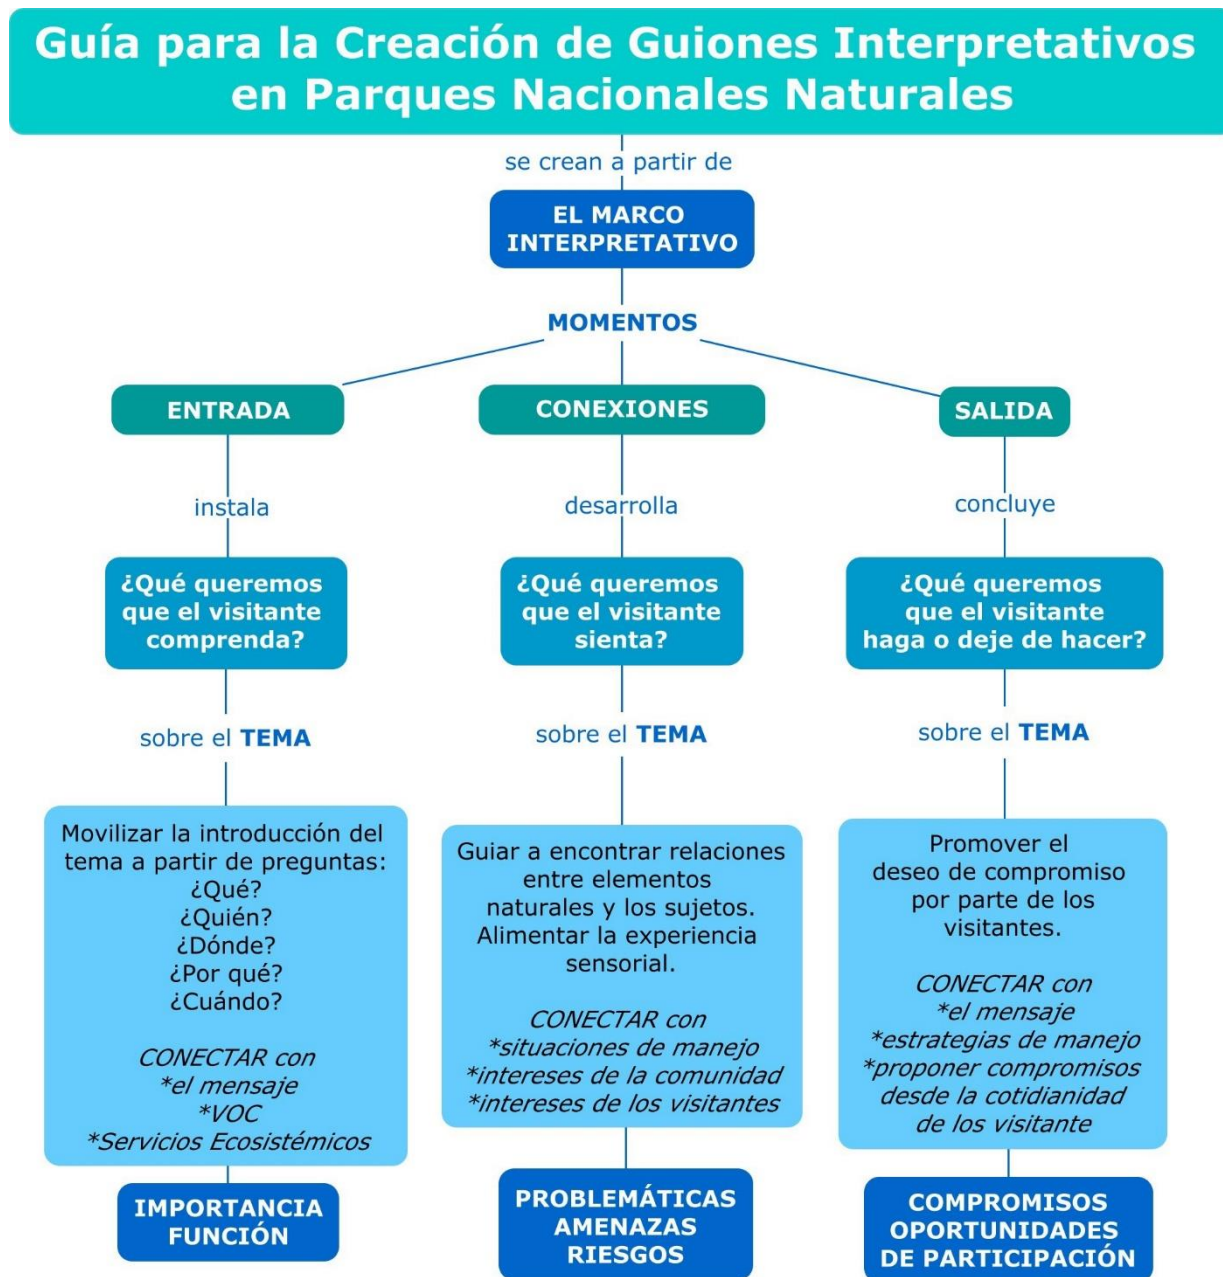 Guía para la Creación de Guiones Interpretativos
en Parques Nacionales Naturales
se crean a partir de
EL MARCO
INTERPRETATIVO
MOMENTOS
ENTRADA
instala
¿Qué queremos
que el visitante
comprenda?
sobre el TEMA
Movilizar la introducción del
tema a partir de preguntas:
¿Qué?
¿Quién?
¿Dónde?
¿Por qué?
¿Cuándo?
CONECTAR con
*el mensaje
*VOC
*Servicios Ecosistémicos
IMPORTANCIA
FUNCIÓN
CONEXIONES
desarrolla
¿Qué queremos
que el visitante
sienta?
sobre el TEMA
Guiar a encontrar relaciones
entre elementos
naturales y los sujetos.
Alimentar la experiencia
sensorial.
CONECTAR con
*situaciones de manejo
*intereses de la comunidad
*intereses de los visitantes
PROBLEMÁTICAS
AMENAZAS
RIESGOS
SALIDA
concluye
¿Qué queremos
que el visitante
haga o deje de hacer?
sobre el TEMA
Promover el
deseo de compromiso
por parte de los
visitantes.
CONECTAR con
*el mensaje
*estrategias de manejo
*proponer compromisos
desde la cotidianidad
de los visitante
COMPROMISOS
OPORTUNIDADES
DE PARTICIPACIÓN